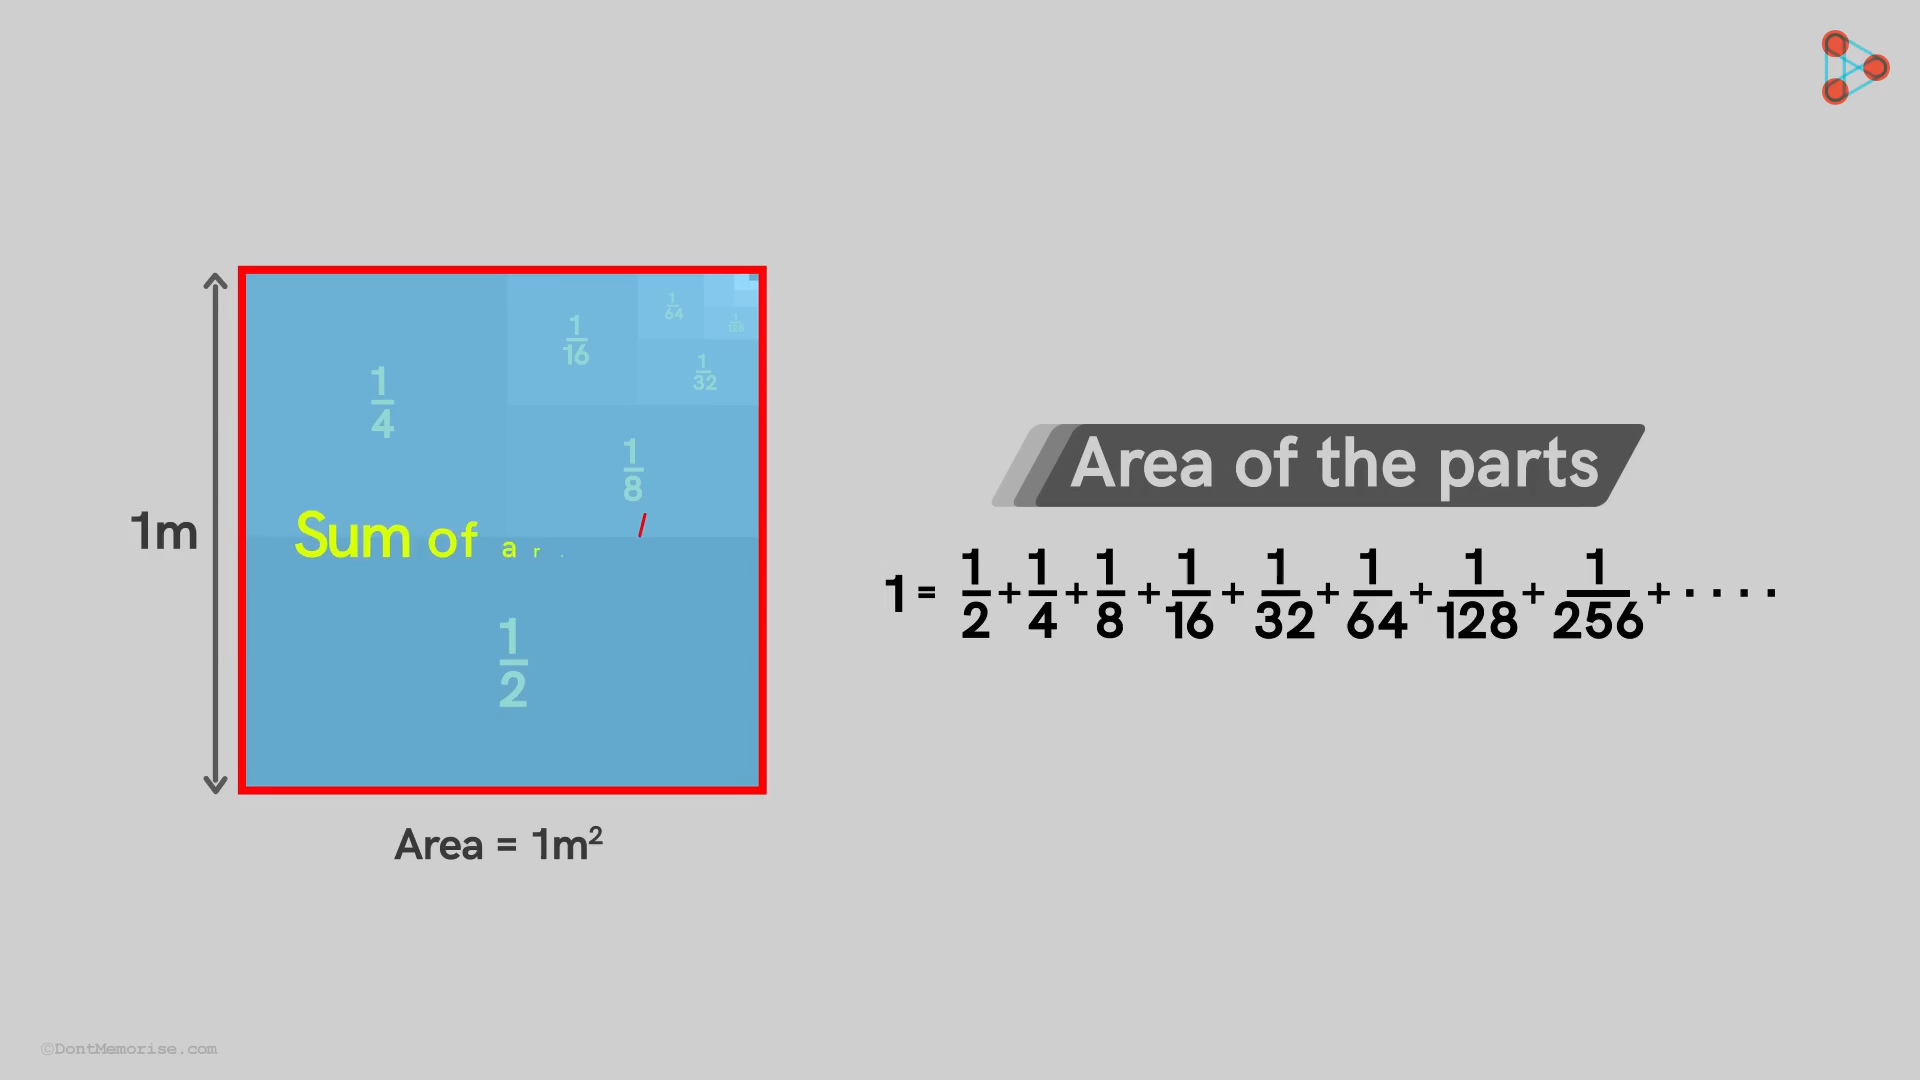 1/4
1/16
1/64
1/128
1/32
1/8
Sum of a r
1/2
1m
Area = 1m²
Area of the parts
1 = 1/2 + 1/4 + 1/8 + 1/16 + 1/32 + 1/64 + 1/128 + 1/256 + ····
©DontMemorise.com